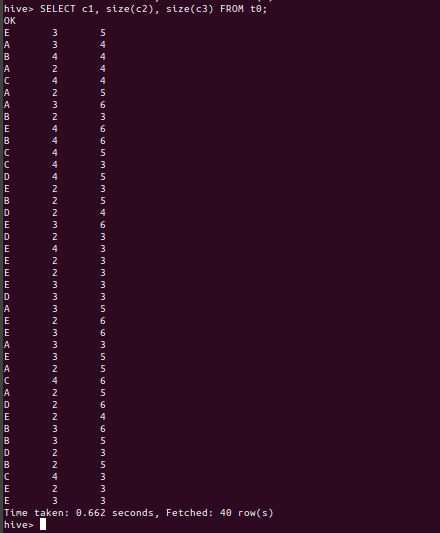 hive> SELECT c1, size(c2), size(c3) FROM t0;
OK
E 3 5
A 3 4
B 4 4
A 2 4
C 4 4
A 2 5
A 3 6
B 2 3
E 4 6
B 4 6
C 4 5
C 4 3
D 4 5
E 2 3
B 2 5
D 2 4
E 3 6
D 2 3
E 4 3
E 2 3
E 2 3
E 3 3
D 3 3
A 3 5
E 2 6
E 3 6
A 3 3
E 3 5
A 2 5
C 4 6
A 2 5
D 2 6
E 2 4
B 3 6
B 3 5
D 2 3
B 2 5
C 4 3
E 2 3
E 3 3
Time taken: 0.662 seconds, Fetched: 40 row(s)
hive>